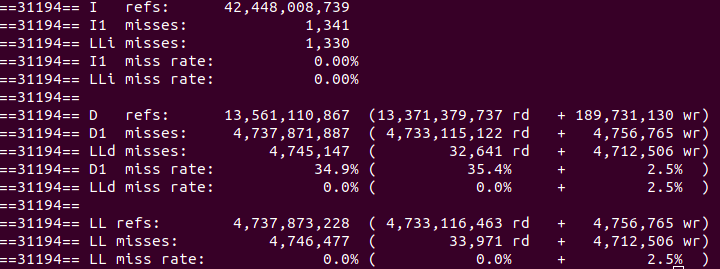 ==31194== I   refs:      42,448,008,739
==31194== I1  misses:             1,341
==31194== LLi misses:             1,330
==31194== I1  miss rate:          0.00%
==31194== LLi miss rate:          0.00%
==31194==
==31194== D   refs:      13,561,110,867  (13,371,379,737 rd   + 189,731,130 wr)
==31194== D1  misses:     4,737,871,887  ( 4,733,115,122 rd   +   4,756,765 wr)
==31194== LLd misses:         4,745,147  (        32,641 rd   +   4,712,506 wr)
==31194== D1  miss rate:           34.9% (          35.4%     +         2.5%  )
==31194== LLd miss rate:            0.0% (           0.0%     +         2.5%  )
==31194==
==31194== LL refs:        4,737,873,228  ( 4,733,116,463 rd   +   4,756,765 wr)
==31194== LL misses:          4,746,477  (        33,971 rd   +   4,712,506 wr)
==31194== LL miss rate:             0.0% (           0.0%     +         2.5%  )